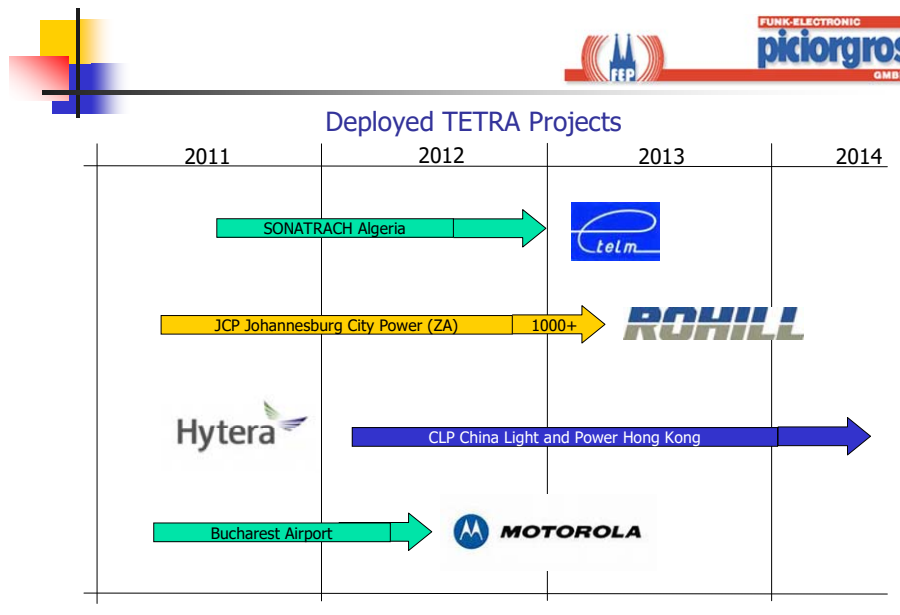 FUNK-ELECTRONIC
piciorgros
GMB
FEP
Deployed TETRA Projects
2011 2012 2013 2014
SONATRACH Algeria
telm
JCP Johannesburg City Power (ZA) 1000+
ROHILL
Hytera
CLP China Light and Power Hong Kong
Bucharest Airport
MOTOROLA